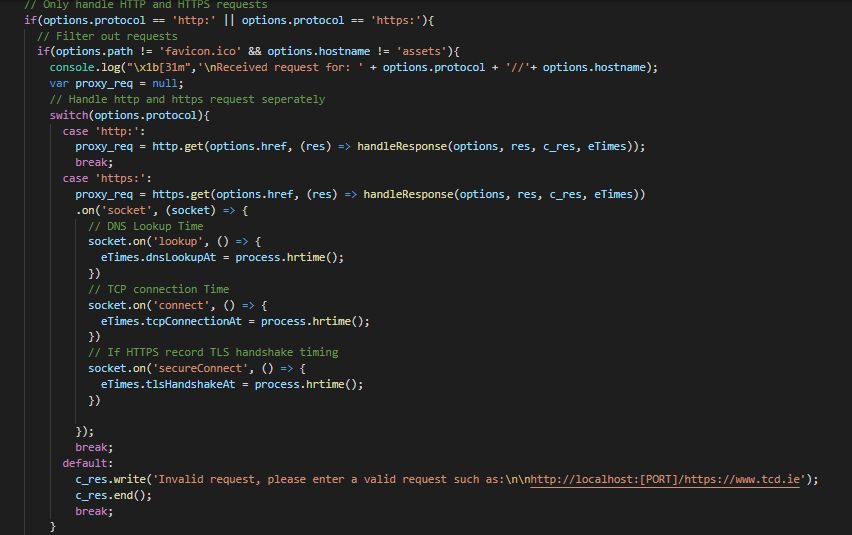 // Only handle HTTP and HTTPS requests
if(options.protocol == 'http:' || options.protocol == 'https:'){
// Filter out requests
if(options.path != 'favicon.ico' && options.hostname != 'assets'){
console.log("\x1b[31m",'\nReceived request for: ' + options.protocol + '//'+ options.hostname);
var proxy_req = null;
// Handle http and https request seperately
switch(options.protocol){
case 'http:':
proxy_req = http.get(options.href, (res) => handleResponse(options, res, c_res, eTimes));
break;
case 'https:':
proxy_req = https.get(options.href, (res) => handleResponse(options, res, c_res, eTimes))
.on('socket', (socket) => {
// DNS Lookup Time
socket.on('lookup', () => {
eTimes.dnsLookupAt = process.hrtime();
})
// TCP connection Time
socket.on('connect', () => {
eTimes.tcpConnectionAt = process.hrtime();
})
// If HTTPS record TLS handshake timing
socket.on('secureConnect', () => {
eTimes.tlsHandshakeAt = process.hrtime();
})
});
break;
default:
c_res.write('Invalid request, please enter a valid request such as:\n\nhttp://localhost:[PORT]/https://www.tcd.ie');
c_res.end();
break;
}